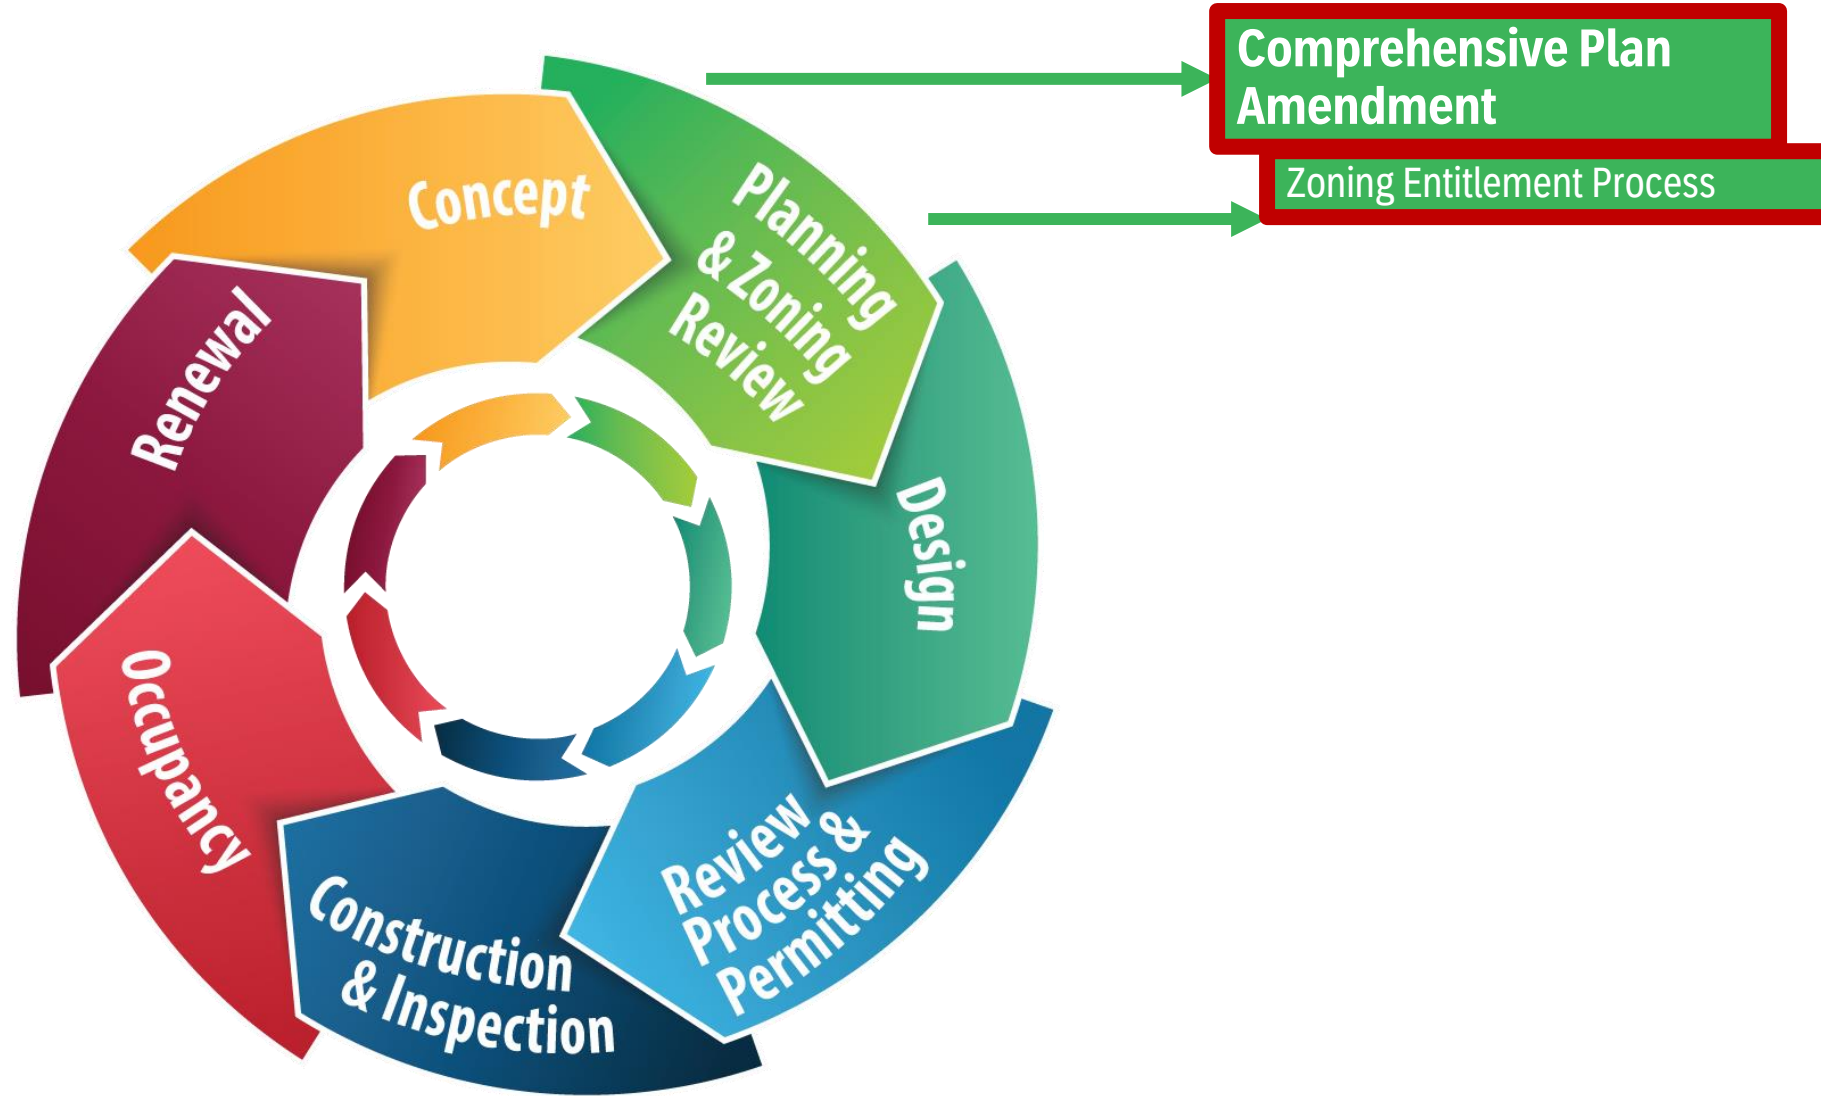 Comprehensive Plan
Amendment
Zoning Entitlement Process
Concept
Planning
& Zoning
Review
Design
Review
Process &
Permitting
Construction
& Inspection
Occupancy
Renewal